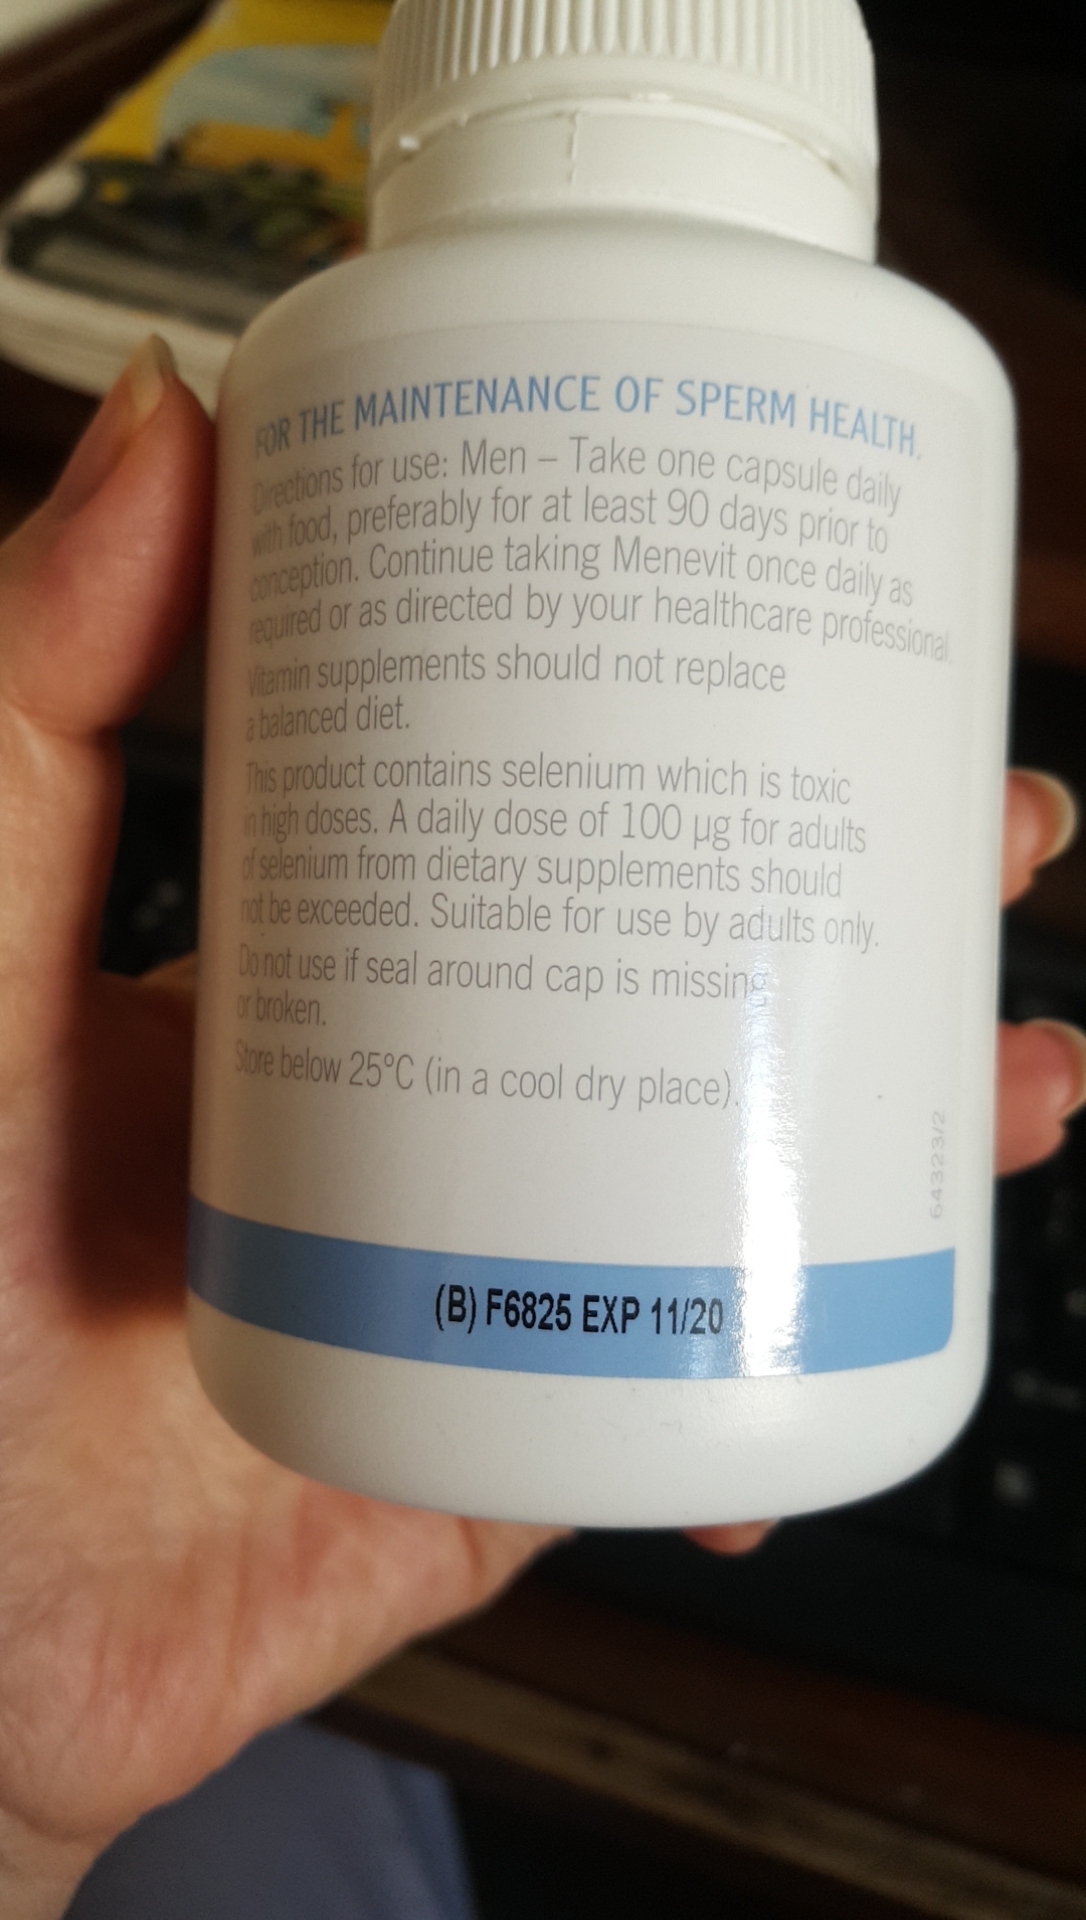 FOR THE MAINTENANCE OF SPERM HEALTH.
Directions for use: Men – Take one capsule daily
with food, preferably for at least 90 days prior to
conception. Continue taking Menevit once daily as
required or as directed by your healthcare professional.
Vitamin supplements should not replace
a balanced diet.
This product contains selenium which is toxic
in high doses. A daily dose of 100 µg for adults
of selenium from dietary supplements should
not be exceeded. Suitable for use by adults only.
Do not use if seal around cap is missing
or broken.
Store below 25°C (in a cool dry place).
64323/2
(B) F6825 EXP 11/20